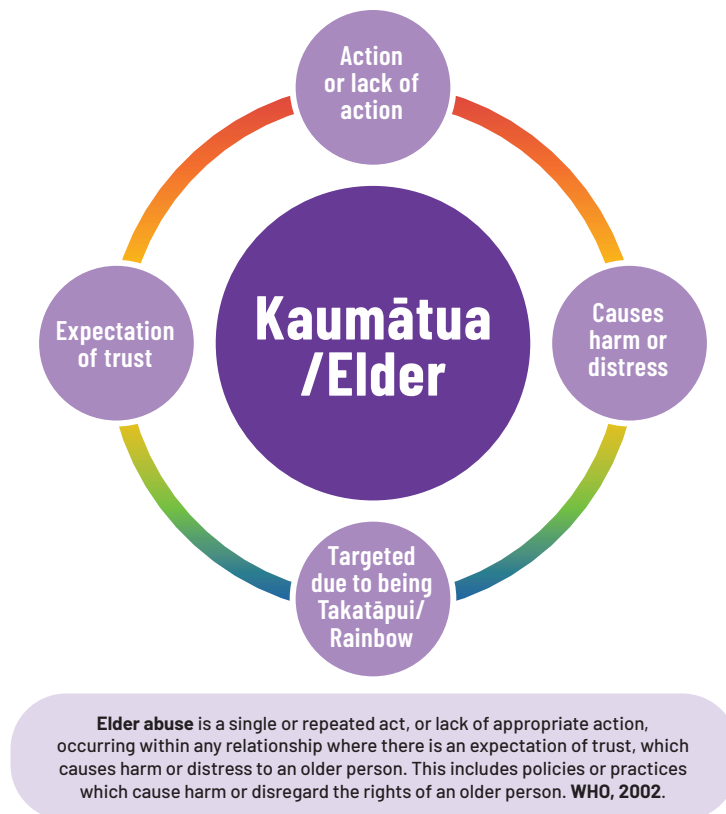 Action
or lack of
action
Expectation
of trust
Kaumātua
/Elder
Causes
harm or
distress
Targeted
due to being
Takatāpui/
Rainbow
Elder abuse is a single or repeated act, or lack of appropriate action,
occurring within any relationship where there is an expectation of trust, which
causes harm or distress to an older person. This includes policies or practices
which cause harm or disregard the rights of an older person. WHO, 2002.